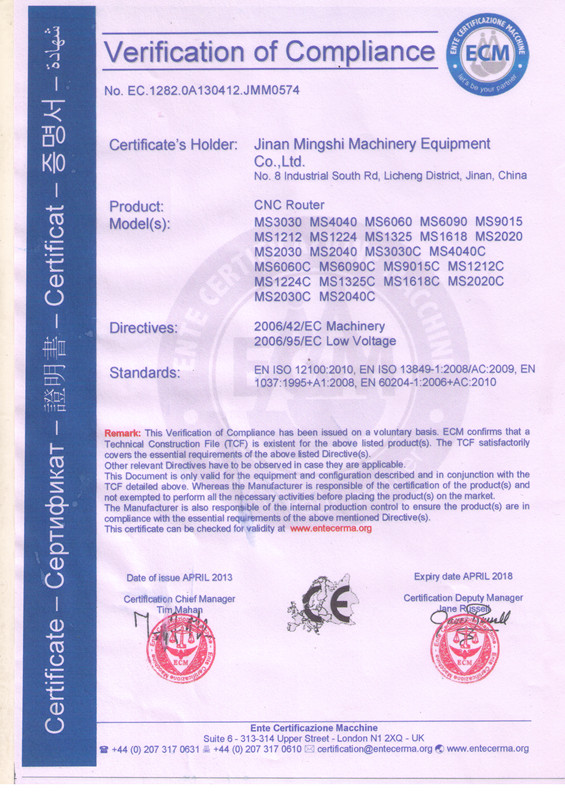 Certificate – Сертификат – 證明書 – Certificat – 증명서 – شهادة
ENTE CERTIFICAZIONE MACCHINE
ECM
let's be your partner
Verification of Compliance
No. EC.1282.0A130412.JMM0574
Certificate's Holder: Jinan Mingshi Machinery Equipment
Co.,Ltd.
No. 8 Industrial South Rd, Licheng District, Jinan, China
Product: CNC Router
Model(s): MS3030 MS4040 MS6060 MS6090 MS9015
MS1212 MS1224 MS1325 MS1618 MS2020
MS2030 MS2040 MS3030C MS4040C
MS6060C MS6090C MS9015C MS1212C
MS1224C MS1325C MS1618C MS2020C
MS2030C MS2040C
Directives: 2006/42/EC Machinery
2006/95/EC Low Voltage
Standards: EN ISO 12100:2010, EN ISO 13849-1:2008/AC:2009, EN
1037:1995+A1:2008, EN 60204-1:2006+AC:2010
Remark: This Verification of Compliance has been issued on a voluntary basis. ECM confirms that a
Technical Construction File (TCF) is existent for the above listed product(s). The TCF satisfactorily
covers the essential requirements of the above listed Directive(s).
Other relevant Directives have to be observed in case they are applicable.
This Document is only valid for the equipment and configuration described and in conjunction with the
TCF detailed above. Whereas the Manufacturer is responsible of the certification of the product(s) and
not exempted to perform all the necessary activities before placing the product(s) on the market.
The Manufacturer is also responsible of the internal production control to ensure the product(s) are in
compliance with the essential requirements of the above mentioned Directive(s).
This certificate can be checked for validity at www.entecerma.org
Date of issue APRIL 2013
Expiry date APRIL 2018
Certification Chief Manager
Tim Mahan
Certification Deputy Manager
Jane Russell
CE
ECM
ECM
Ente Certificazione Macchine
Suite 6 - 313-314 Upper Street - London N1 2XQ - UK
+44 (0) 207 317 0631 +44 (0) 207 317 0610 certification@entecerma.org www.entecerma.org